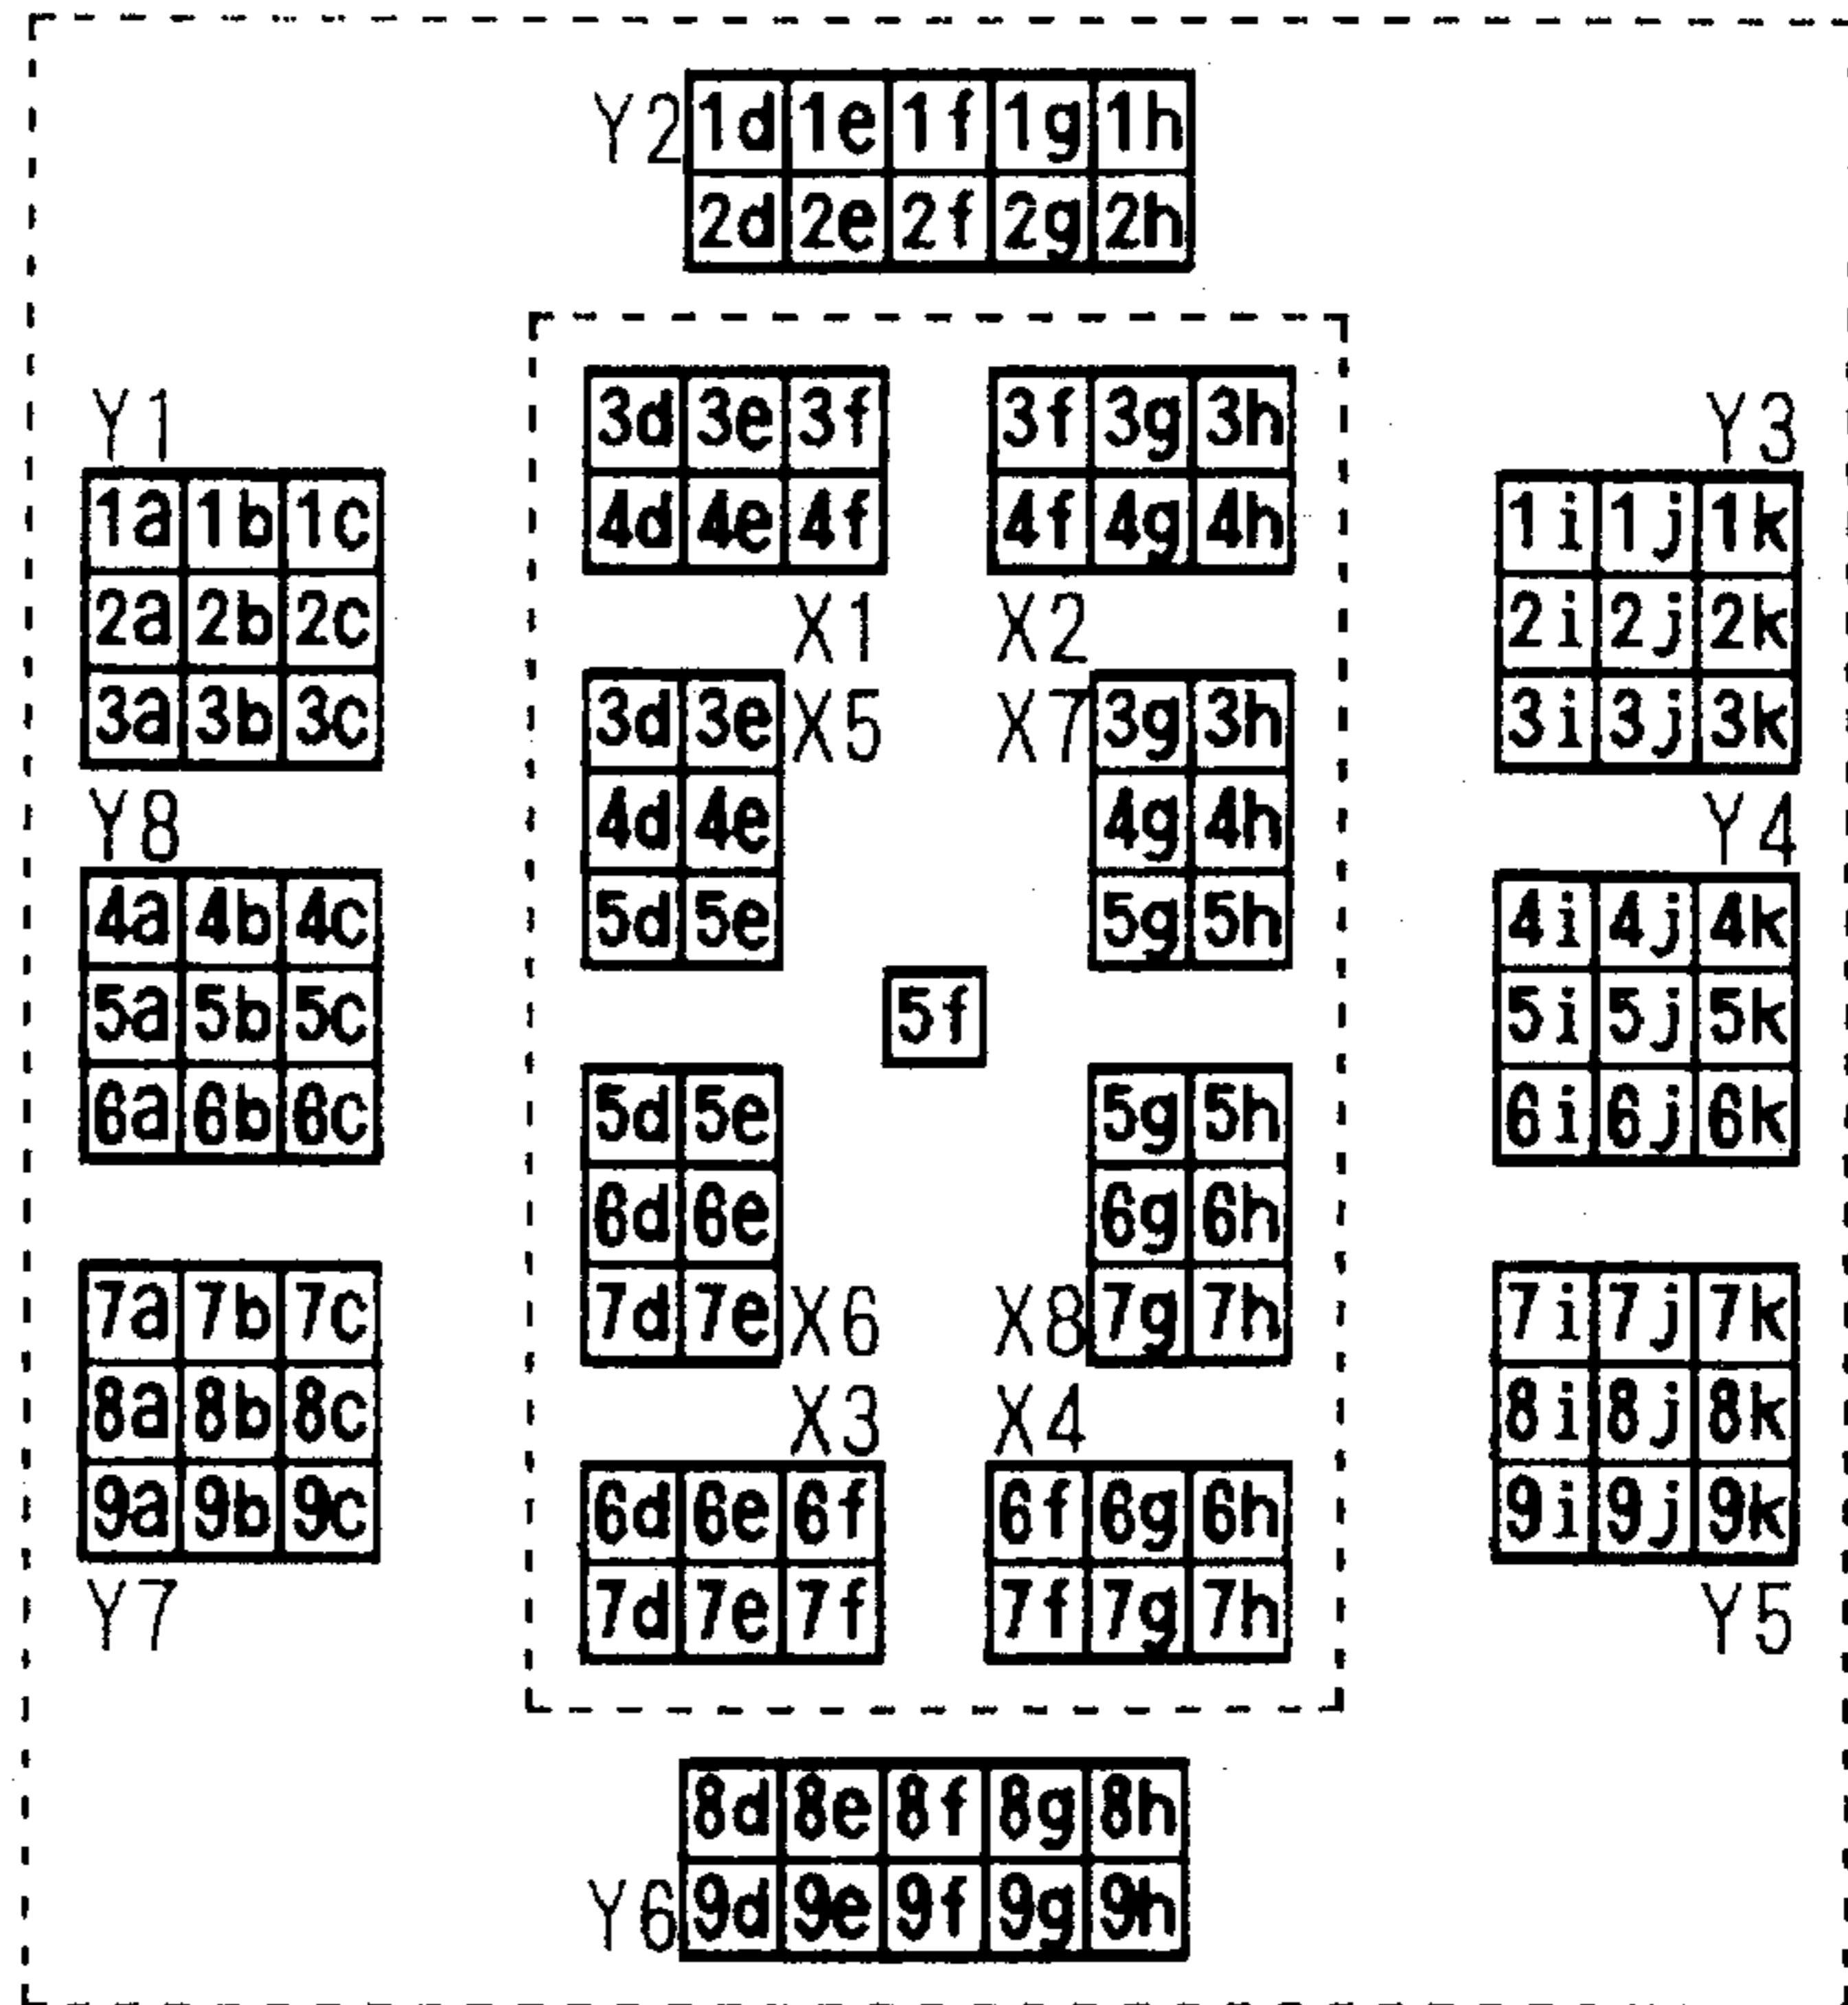 Y2 1d 1e 1f 1g 1h
2d 2e 2f 2g 2h
Y1
1a 1b 1c
2a 2b 2c
3a 3b 3c
Y8
4a 4b 4c
5a 5b 5c
6a 6b 6c
7a 7b 7c
8a 8b 8c
9a 9b 9c
Y7
3d 3e 3f
4d 4e 4f
X1
3f 3g 3h
4f 4g 4h
X2
3d 3e X5
4d 4e
5d 5e
X7 3g 3h
4g 4h
5g 5h
5f
5d 5e
6d 6e
7d 7e X6
5g 5h
6g 6h
X8 7g 7h
X3
6d 6e 6f
7d 7e 7f
X4
6f 6g 6h
7f 7g 7h
Y3
1i 1j 1k
2i 2j 2k
3i 3j 3k
Y4
4i 4j 4k
5i 5j 5k
6i 6j 6k
7i 7j 7k
8i 8j 8k
9i 9j 9k
Y5
8d 8e 8f 8g 8h
Y6 9d 9e 9f 9g 9h